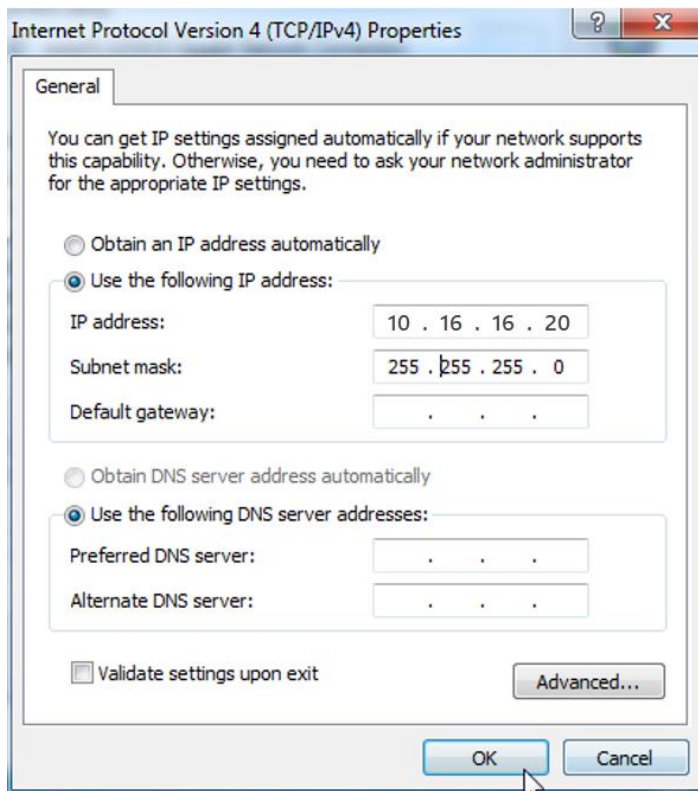 Internet Protocol Version 4 (TCP/IPv4) Properties
?
General
You can get IP settings assigned automatically if your network supports
this capability. Otherwise, you need to ask your network administrator
for the appropriate IP settings.
Obtain an IP address automatically
Use the following IP address:
IP address: 10 . 16 . 16 . 20
Subnet mask: 255 . 255 . 255 . 0
Default gateway: . . .
Obtain DNS server address automatically
Use the following DNS server addresses:
Preferred DNS server: . . .
Alternate DNS server: . . .
Validate settings upon exit
Advanced...
OK Cancel